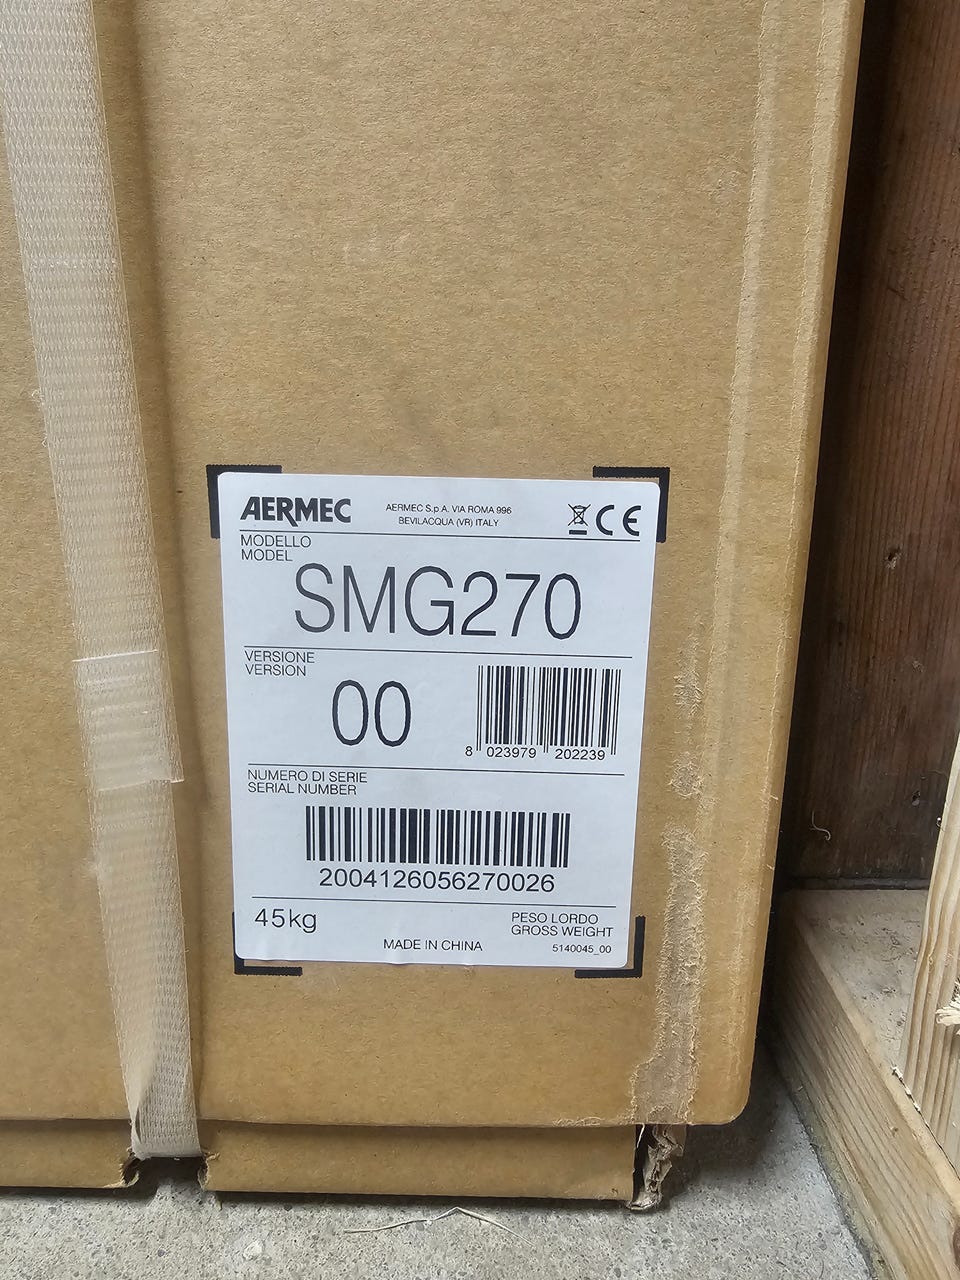 AERMEC
AERMEC S.p.A. VIA ROMA 996
BEVILACQUA (VR) ITALY
CE
MODELLO
MODEL
SMG270
VERSIONE
VERSION
00
8 023979 202239
NUMERO DI SERIE
SERIAL NUMBER
2004126056270026
45kg
PESO LORDO
GROSS WEIGHT
MADE IN CHINA
5140045_00